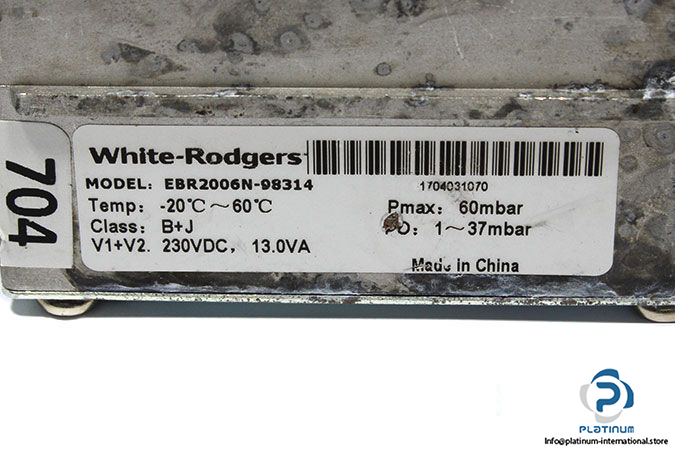 704
White-Rodgers
MODEL: EBR2006N-98314
1704031070
Temp: -20℃～60℃
Pmax: 60mbar
Class: B+J
1～37mbar
V1+V2. 230VDC, 13.0VA
Made in China
P
PLATINUM
Info@platinum-international.store